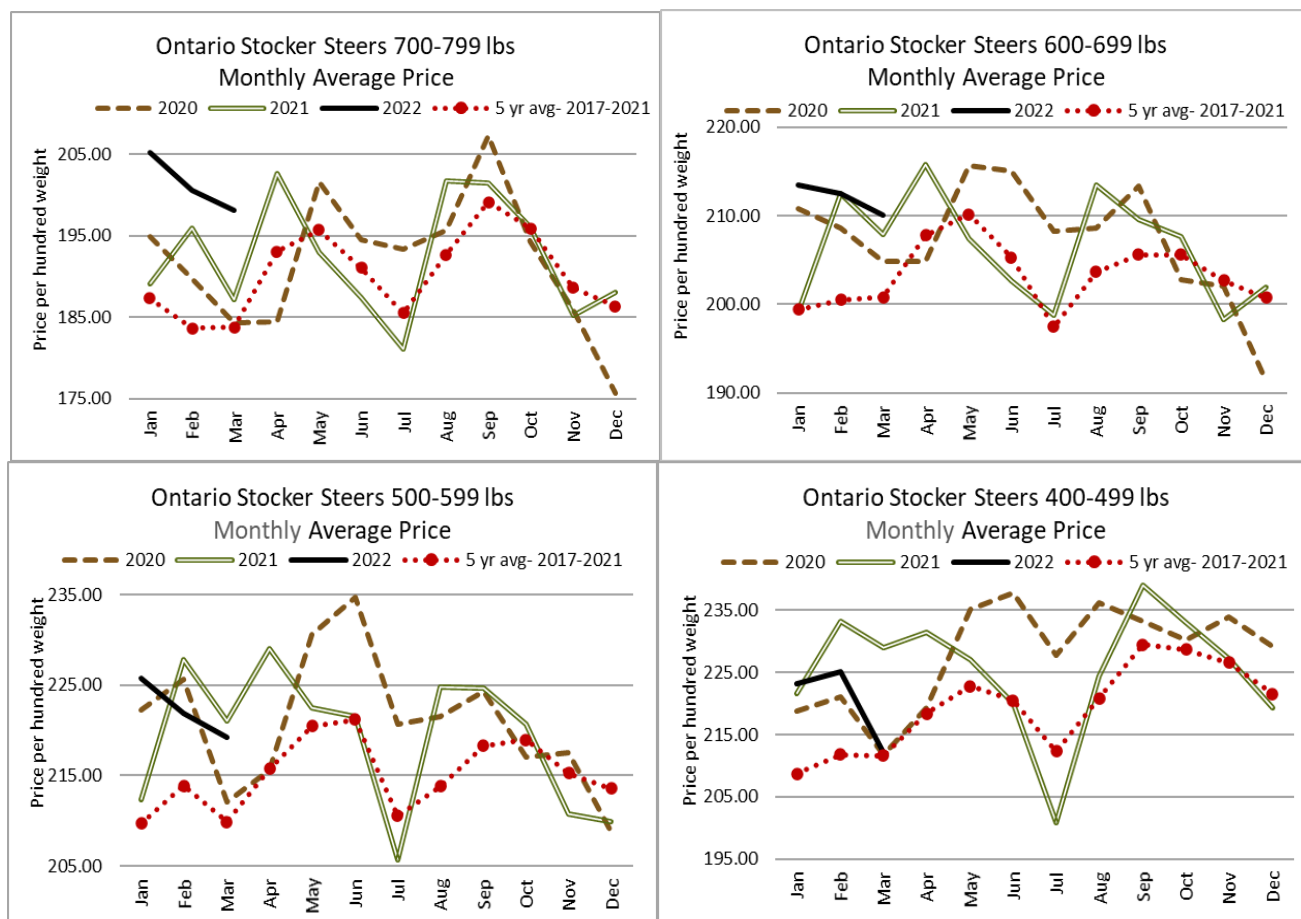 Ontario Stocker Steers 700-799 lbs
Monthly Average Price
2020 2021 2022 5 yr avg- 2017-2021
Price per hundred weight
205.00
195.00
185.00
175.00
Jan Feb Mar Apr May Jun Jul Aug Sep Oct Nov Dec
Ontario Stocker Steers 600-699 lbs
Monthly Average Price
2020 2021 2022 5 yr avg- 2017-2021
Price per hundred weight
220.00
210.00
200.00
190.00
Jan Feb Mar Apr May Jun Jul Aug Sep Oct Nov Dec
Ontario Stocker Steers 500-599 lbs
Monthly Average Price
2020 2021 2022 5 yr avg- 2017-2021
Price per hundred weight
235.00
225.00
215.00
205.00
Jan Feb Mar Apr May Jun Jul Aug Sep Oct Nov Dec
Ontario Stocker Steers 400-499 lbs
Monthly Average Price
2020 2021 2022 5 yr avg- 2017-2021
Price per hundred weight
235.00
225.00
215.00
205.00
195.00
Jan Feb Mar Apr May Jun Jul Aug Sep Oct Nov Dec